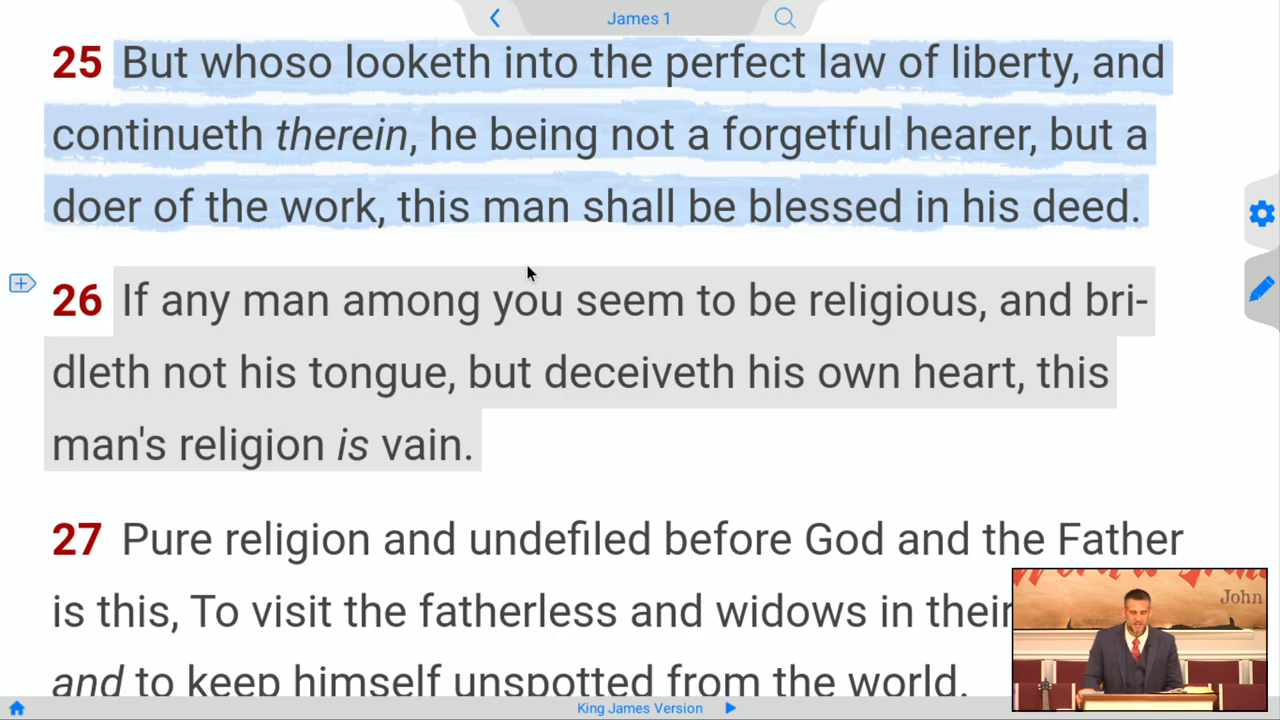 James 1
25 But whoso looketh into the perfect law of liberty, and
continueth therein, he being not a forgetful hearer, but a
doer of the work, this man shall be blessed in his deed.
26 If any man among you seem to be religious, and bri-
dleth not his tongue, but deceiveth his own heart, this
man's religion is vain.
27 Pure religion and undefiled before God and the Father
is this, To visit the fatherless and widows in their
and to keep himself unspotted from the world.
John
King James Version